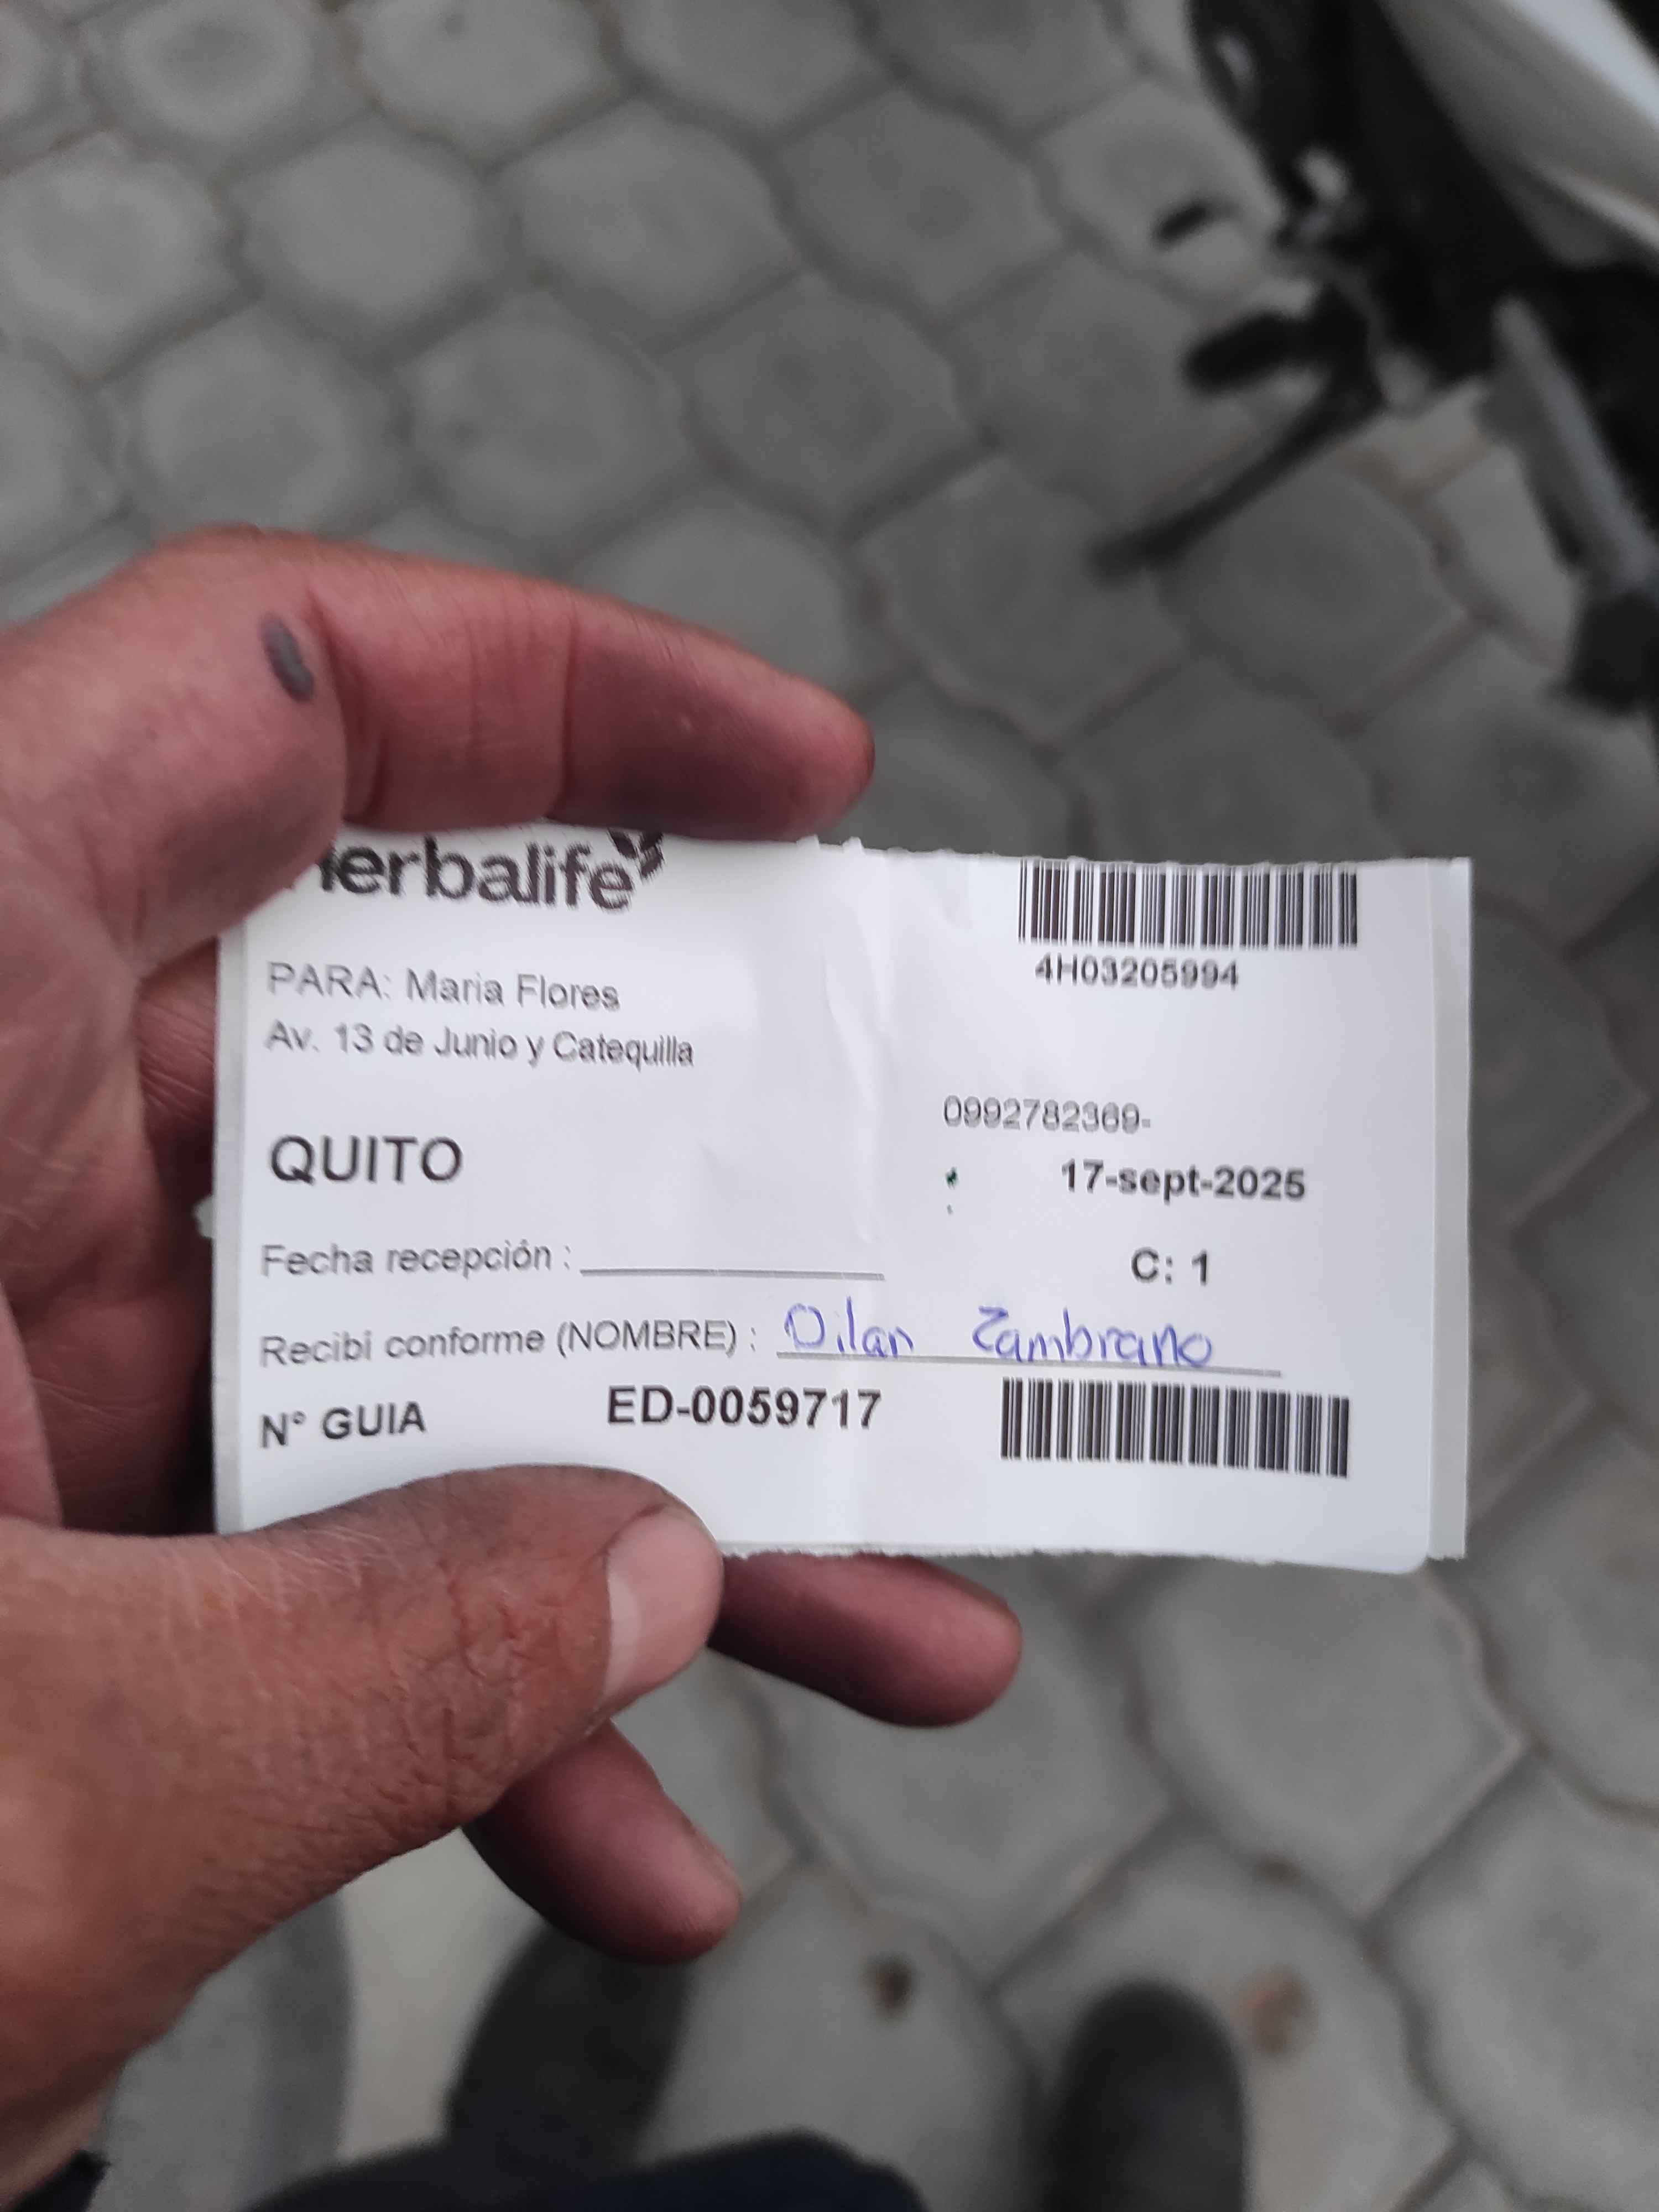 Herbalife
4H03205994
PARA: Maria Flores
Av. 13 de Junio y Catequilla
0992782369-
QUITO
17-sept-2025
Fecha recepción :
C: 1
Recibí conforme (NOMBRE) : Dilan Zambrano
N° GUIA ED-0059717